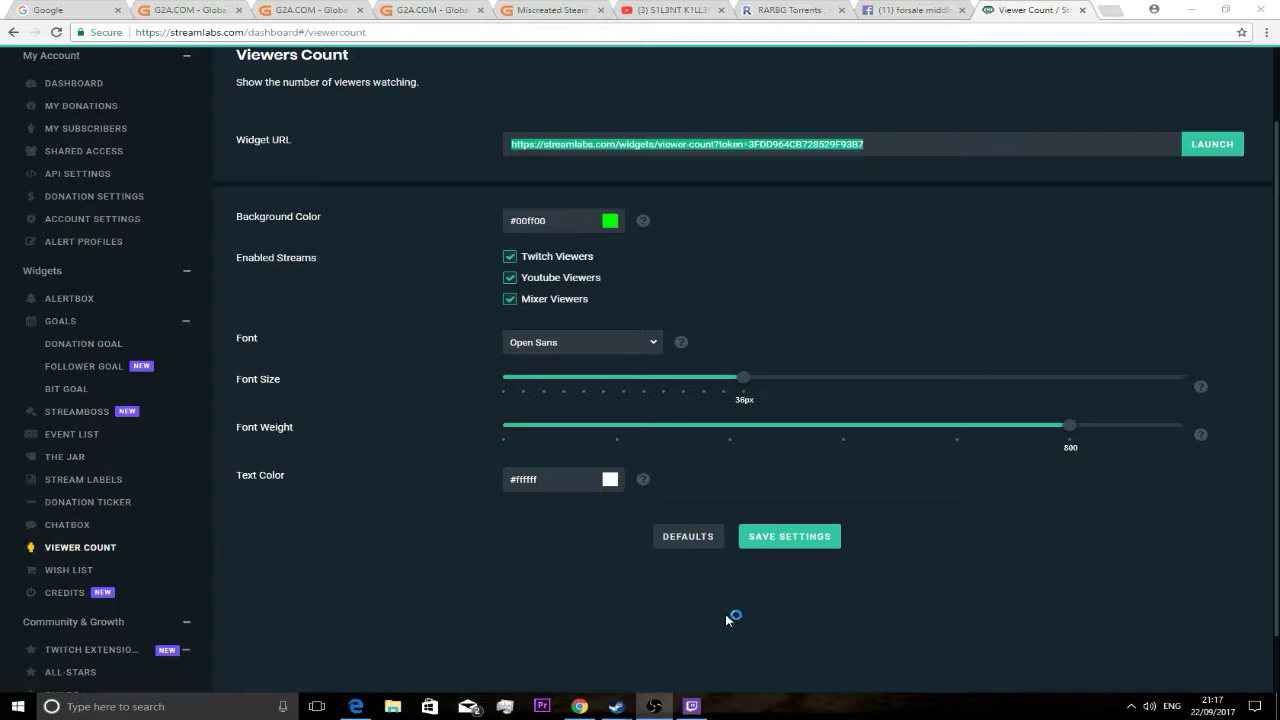 Google
G2A.COM - Globa
G2A.COM - Globa
G2A.COM - Globa
Miscreated Steam
(3) S1L3NT K1LL3
RARBG Torrents
(11) forsale middle
Viewer Count / St
Secure
https://streamlabs.com/dashboard#/viewercount
My Account
DASHBOARD
MY DONATIONS
MY SUBSCRIBERS
SHARED ACCESS
API SETTINGS
DONATION SETTINGS
ACCOUNT SETTINGS
ALERT PROFILES
Widgets
ALERTBOX
GOALS
DONATION GOAL
FOLLOWER GOAL NEW
BIT GOAL
STREAMBOSS NEW
EVENT LIST
THE JAR
STREAM LABELS
DONATION TICKER
CHATBOX
VIEWER COUNT
WISH LIST
CREDITS NEW
Community & Growth
TWITCH EXTENSIO... NEW
ALL-STARS
Viewers Count
Show the number of viewers watching.
Widget URL
https://streamlabs.com/widgets/viewer-count?token=3FDD964CB728529F93B7
LAUNCH
Background Color
#00ff00
Enabled Streams
Twitch Viewers
Youtube Viewers
Mixer Viewers
Font
Open Sans
Font Size
36px
Font Weight
800
Text Color
#ffffff
DEFAULTS
SAVE SETTINGS
Type here to search
2
Pr
ENG
21:17
22/09/2017